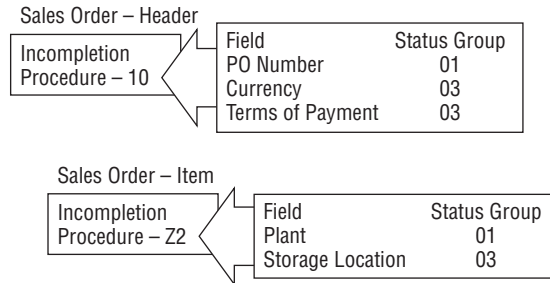 Sales Order – Header
Incompletion
Procedure – 10
Field Status Group
PO Number 01
Currency 03
Terms of Payment 03
Sales Order – Item
Incompletion
Procedure – Z2
Field Status Group
Plant 01
Storage Location 03